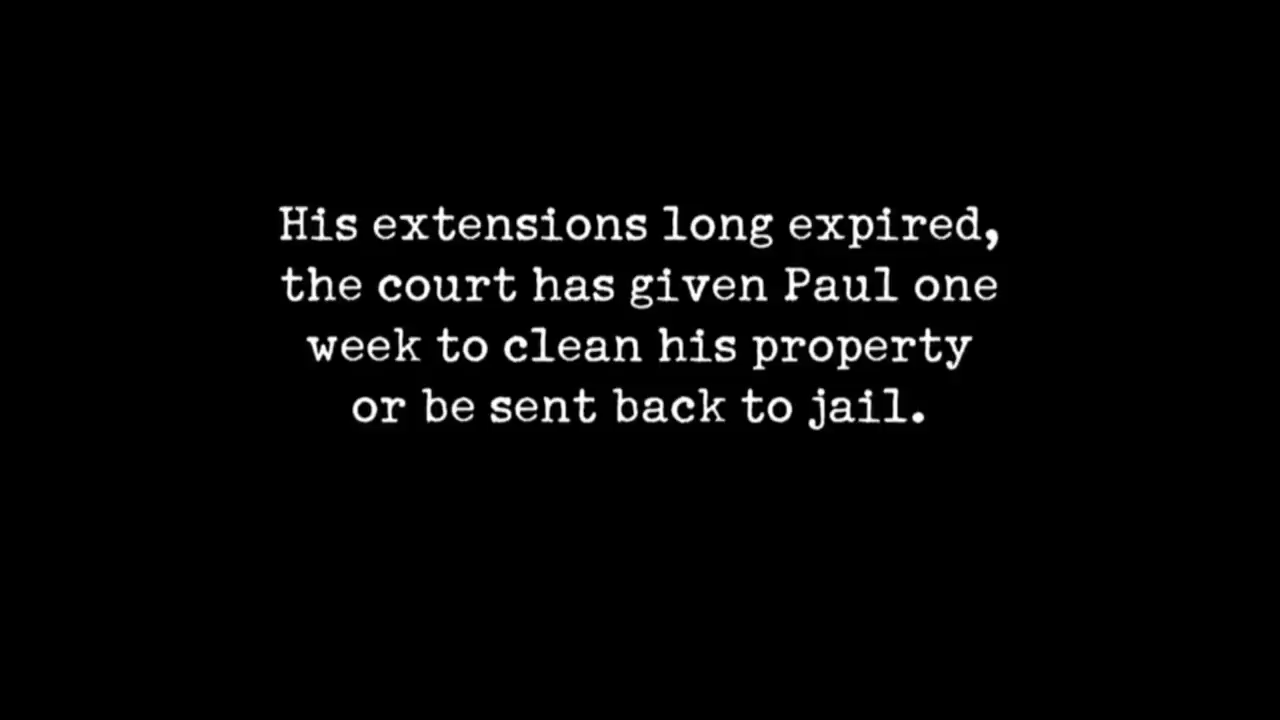 His extensions long expired,
the court has given Paul one
week to clean his property
or be sent back to jail.